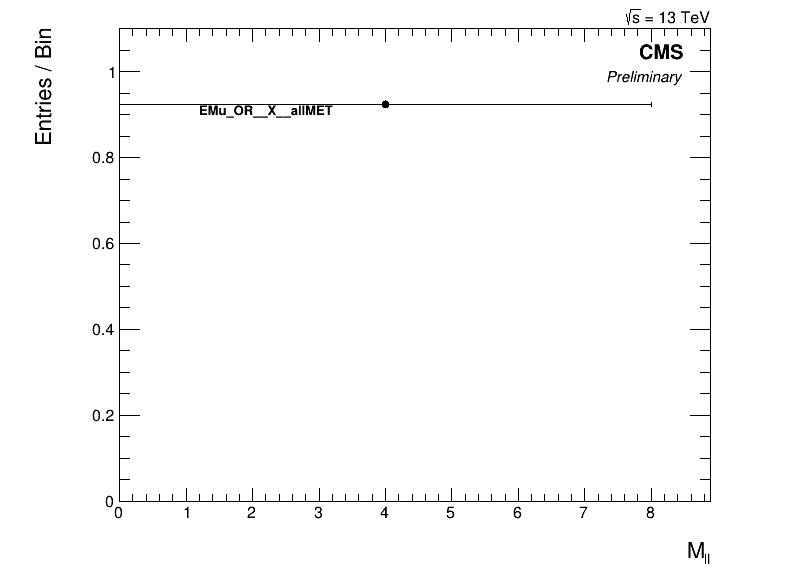 √s = 13 TeV
Entries / Bin
CMS
Preliminary
1
EMu_OR__X__allMET
0.8
0.6
0.4
0.2
0
0 1 2 3 4 5 6 7 8
M_ll